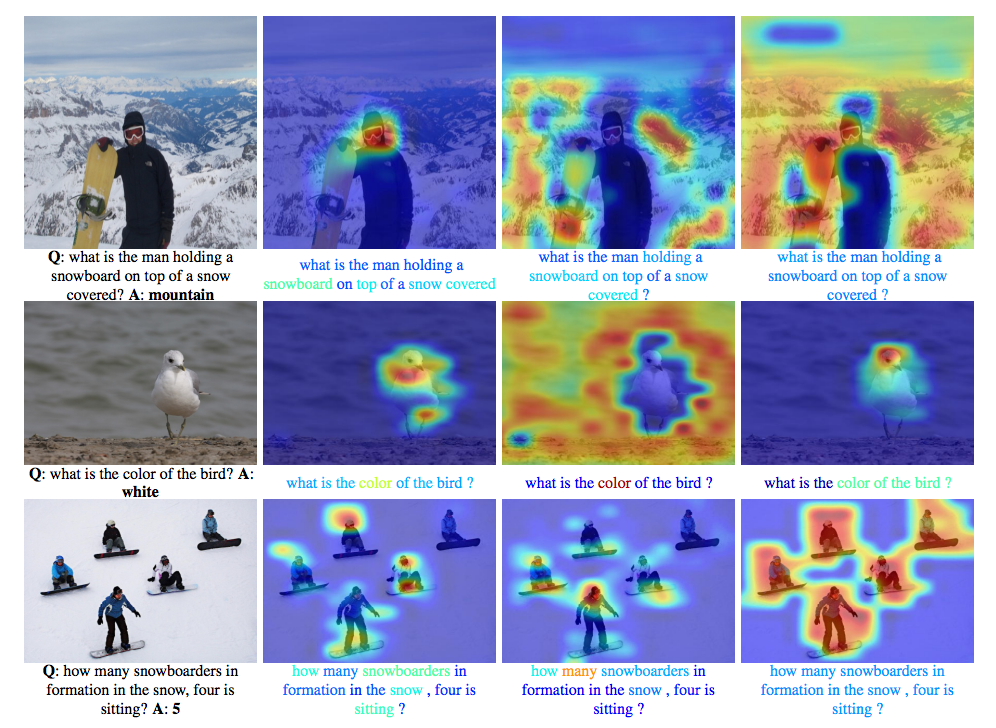 Q: what is the man holding a
snowboard on top of a snow
covered? A: mountain
what is the man holding a
snowboard on top of a snow covered
what is the man holding a
snowboard on top of a snow
covered ?
what is the man holding a
snowboard on top of a snow
covered ?
Q: what is the color of the bird? A:
white
what is the color of the bird ?
what is the color of the bird ?
what is the color of the bird ?
Q: how many snowboarders in
formation in the snow, four is
sitting? A: 5
how many snowboarders in
formation in the snow , four is
sitting ?
how many snowboarders in
formation in the snow , four is
sitting ?
how many snowboarders in
formation in the snow , four is
sitting ?